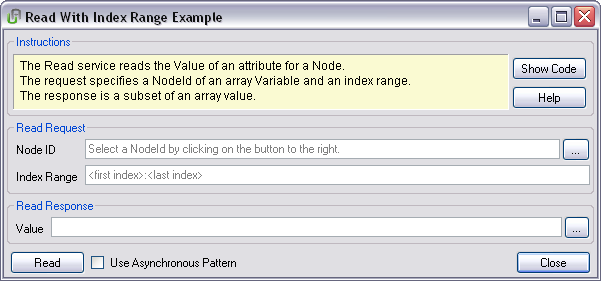 Read With Index Range Example
Instructions
The Read service reads the Value of an attribute for a Node.
The request specifies a NodeId of an array Variable and an index range.
The response is a subset of an array value.
Show Code
Help
Read Request
Node ID Select a NodeId by clicking on the button to the right. ...
Index Range <first index>:<last index>
Read Response
Value ...
Read Use Asynchronous Pattern Close